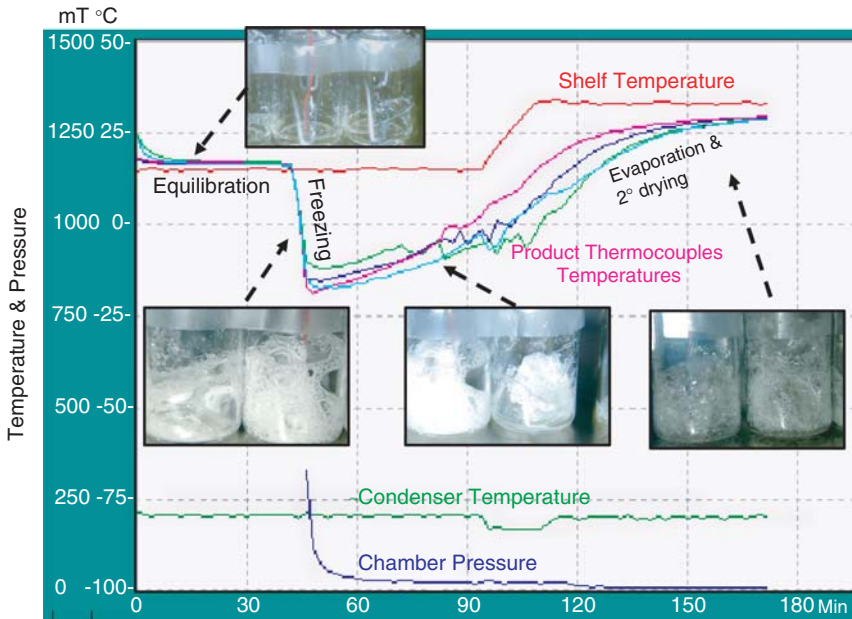 mT °C
1500 50-
Shelf Temperature
1250 25-
Equilibration
Freezing
Evaporation &
2° drying
1000 0-
Product Thermocouples
Temperatures
750 -25-
500 -50-
Temperature & Pressure
Condenser Temperature
250 -75-
Chamber Pressure
0 -100-
0 30 60 90 120 150 180 Min